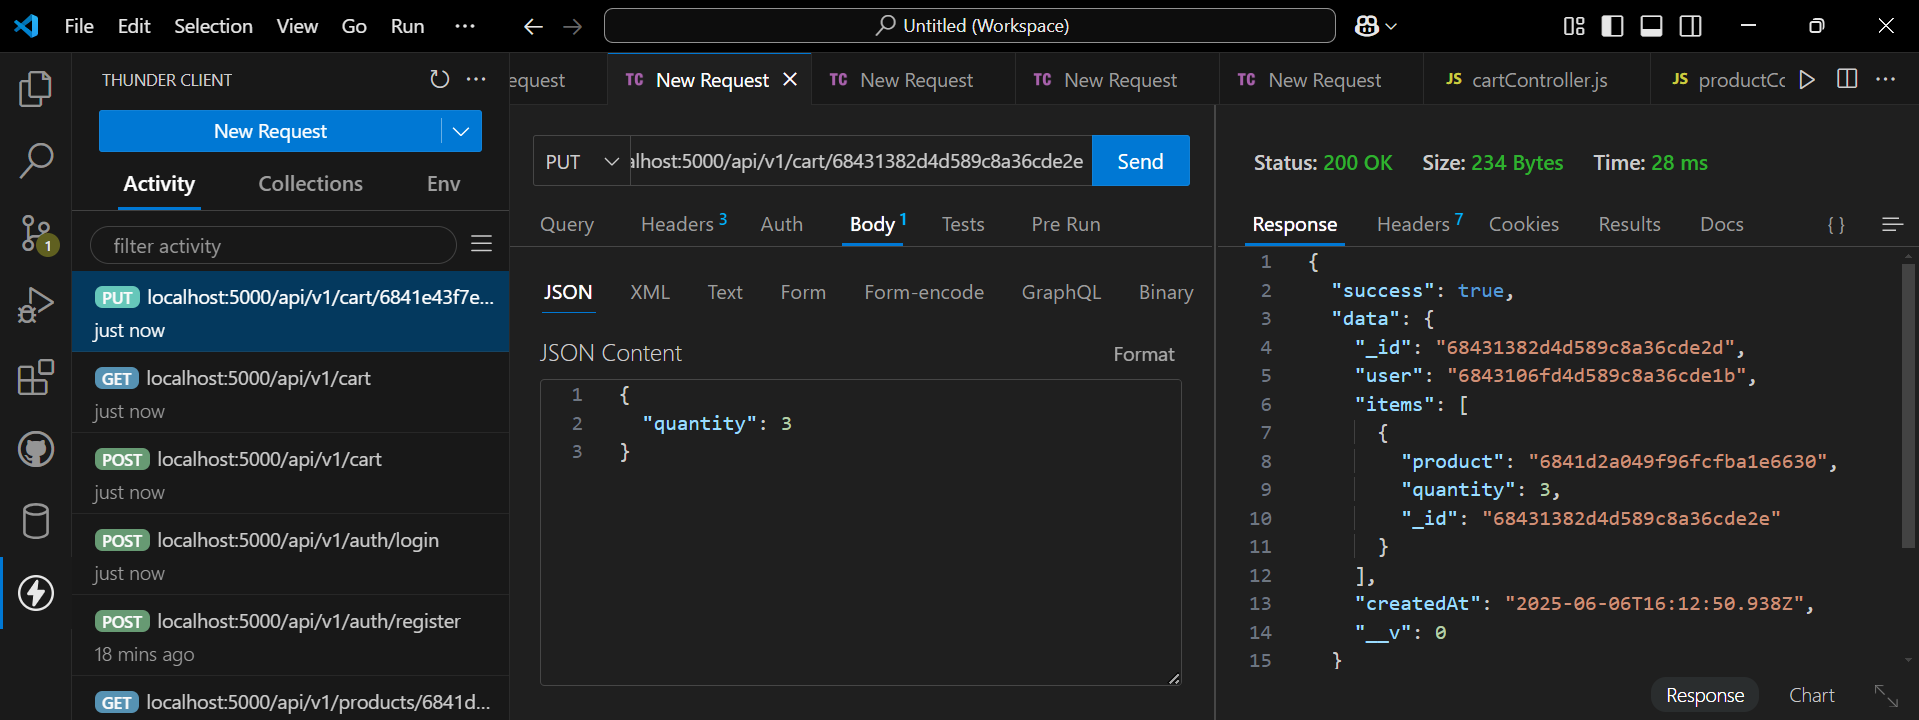 File Edit Selection View Go Run ··· Untitled (Workspace)
THUNDER CLIENT
New Request
Activity Collections Env
filter activity
PUT localhost:5000/api/v1/cart/6841e43f7e...
just now
GET localhost:5000/api/v1/cart
just now
POST localhost:5000/api/v1/cart
just now
POST localhost:5000/api/v1/auth/login
just now
POST localhost:5000/api/v1/auth/register
18 mins ago
GET localhost:5000/api/v1/products/6841d...
1
equest TC New Request TC New Request TC New Request TC New Request JS cartController.js JS productCc
PUT alhost:5000/api/v1/cart/68431382d4d589c8a36cde2e Send
Query Headers 3 Auth Body 1 Tests Pre Run
JSON XML Text Form Form-encode GraphQL Binary
JSON Content Format
1 {
2 "quantity": 3
3 }
Status: 200 OK Size: 234 Bytes Time: 28 ms
Response Headers 7 Cookies Results Docs { }
1 {
2 "success": true,
3 "data": {
4 "_id": "68431382d4d589c8a36cde2d",
5 "user": "6843106fd4d589c8a36cde1b",
6 "items": [
7 {
8 "product": "6841d2a049f96fcfba1e6630",
9 "quantity": 3,
10 "_id": "68431382d4d589c8a36cde2e"
11 }
12 ],
13 "createdAt": "2025-06-06T16:12:50.938Z",
14 "__v": 0
15 }
Response Chart